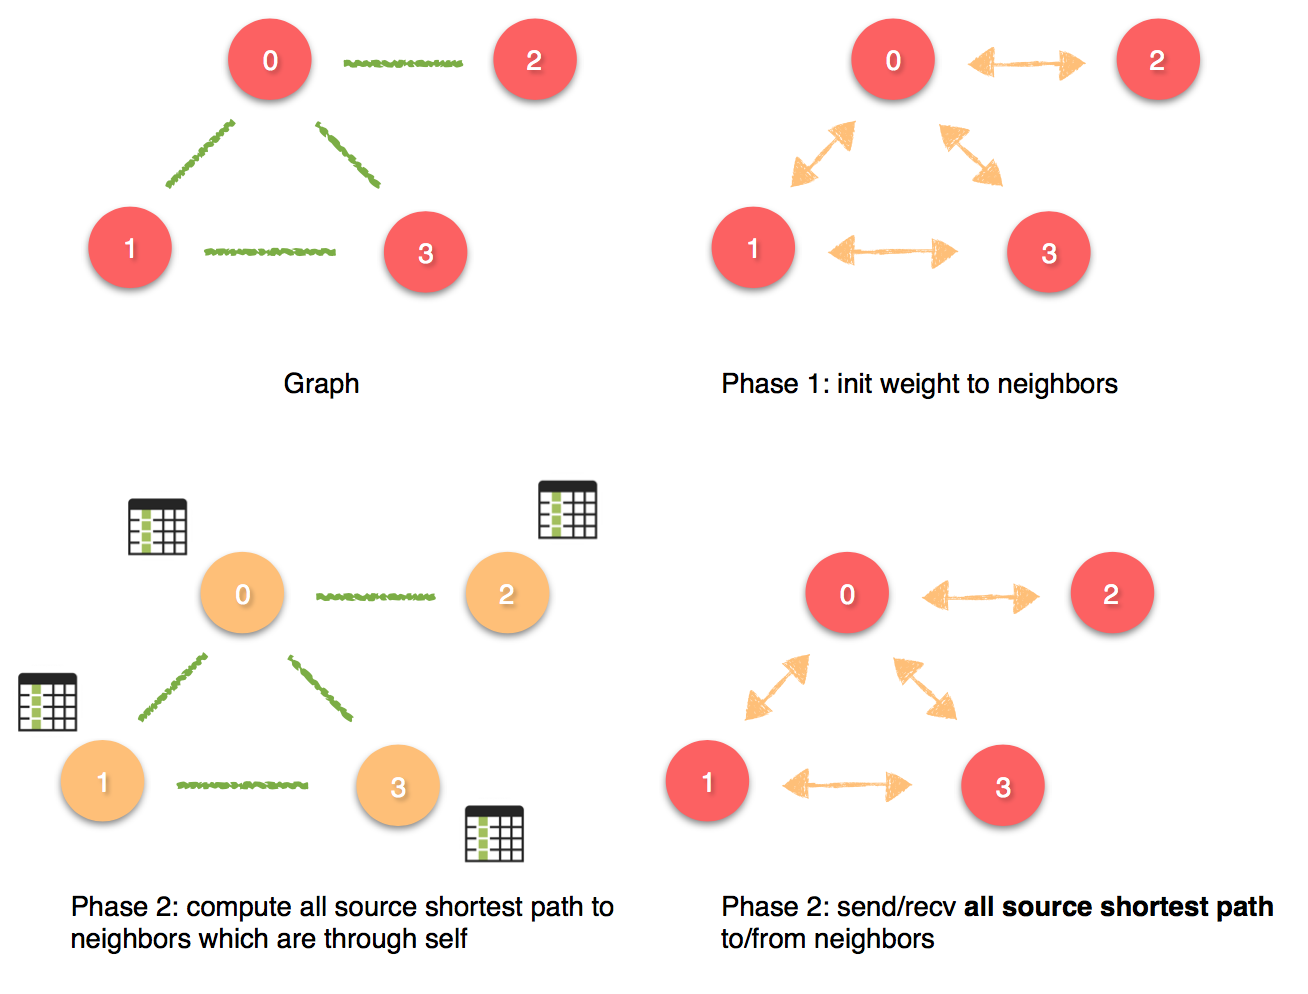 0
2
1
3
Graph
0
2
1
3
Phase 1: init weight to neighbors
0
2
1
3
Phase 2: compute all source shortest path to
neighbors which are through self
0
2
1
3
Phase 2: send/recv all source shortest path
to/from neighbors